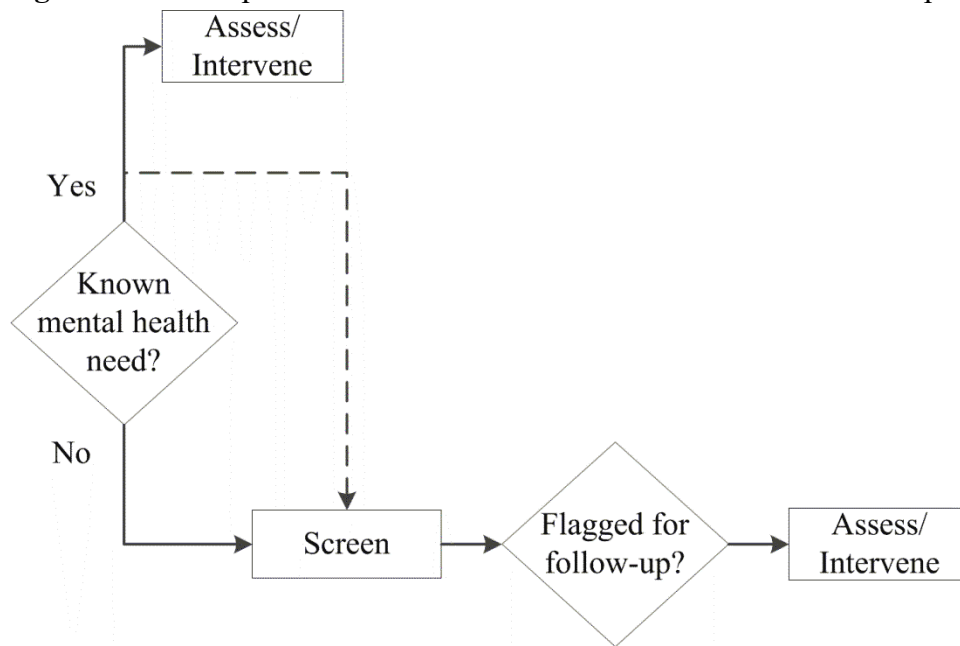 Assess/
Intervene
Yes
Known
mental health
need?
No
Screen
Flagged for
follow-up?
Assess/
Intervene